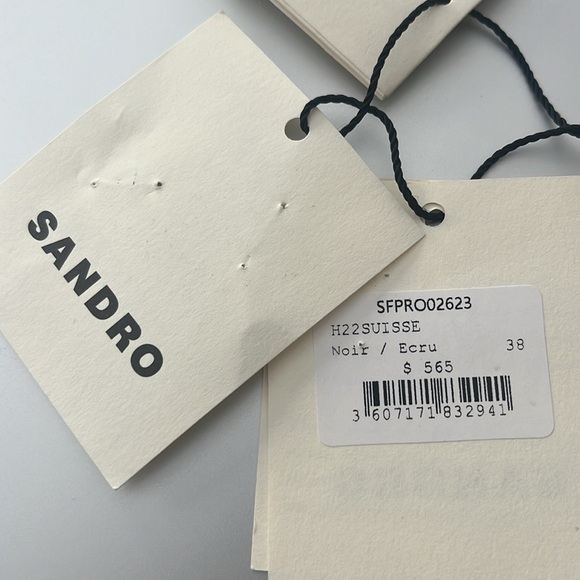 SANDRO
SFPRO02623
H22SUISSE
Noir / Ecru 38
$ 565
3 607171 832941